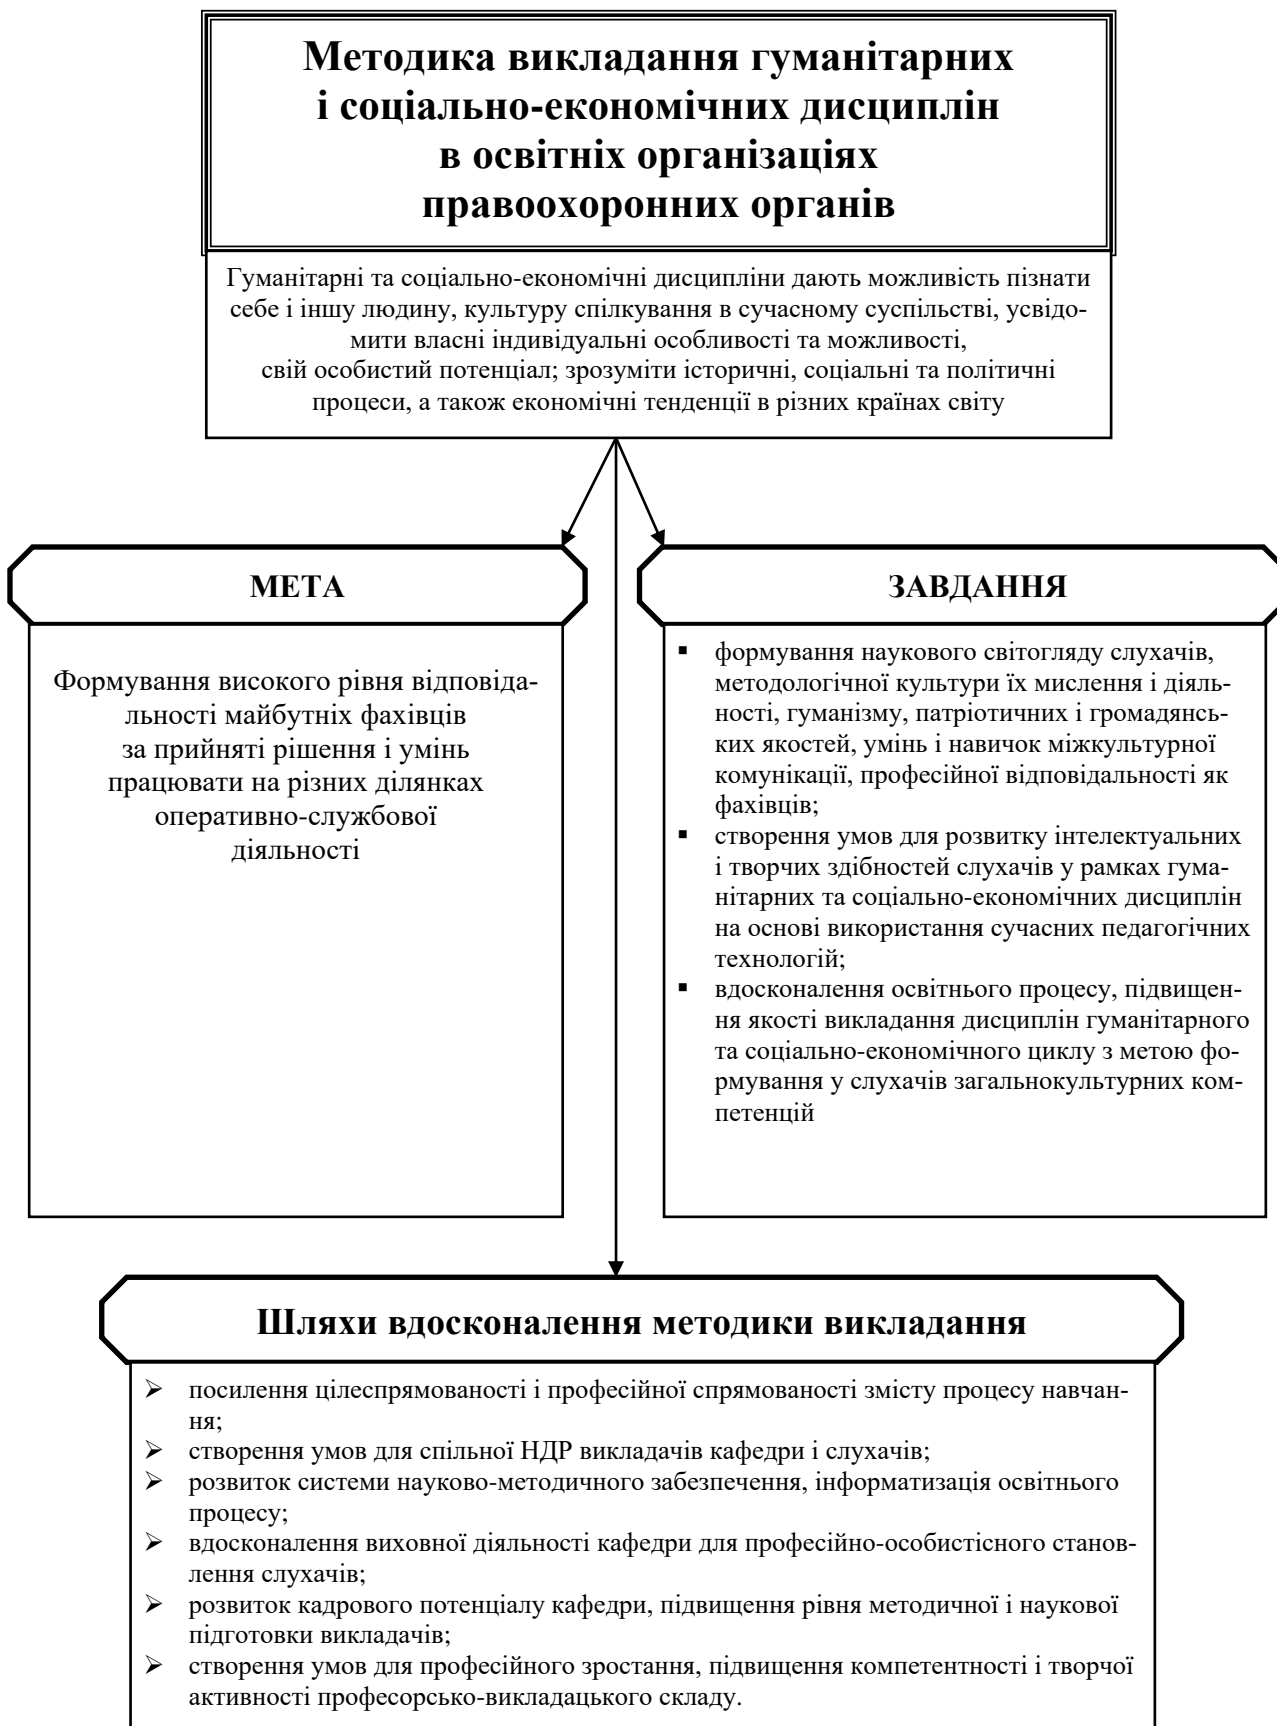 Методика викладання гуманітарних
і соціально-економічних дисциплін
в освітніх організаціях
правоохоронних органів
Гуманітарні та соціально-економічні дисципліни дають можливість пізнати
себе і іншу людину, культуру спілкування в сучасному суспільстві, усвідо-
мити власні індивідуальні особливості та можливості,
свій особистий потенціал; зрозуміти історичні, соціальні та політичні
процеси, а також економічні тенденції в різних країнах світу
МЕТА
Формування високого рівня відповіда-
льності майбутніх фахівців
за прийняті рішення і умінь
працювати на різних ділянках
оперативно-службової
діяльності
ЗАВДАННЯ
▪ формування наукового світогляду слухачів,
методологічної культури їх мислення і діяль-
ності, гуманізму, патріотичних і громадянсь-
ких якостей, умінь і навичок міжкультурної
комунікації, професійної відповідальності як
фахівців;
▪ створення умов для розвитку інтелектуальних
і творчих здібностей слухачів у рамках гума-
нітарних та соціально-економічних дисциплін
на основі використання сучасних педагогічних
технологій;
▪ вдосконалення освітнього процесу, підвищен-
ня якості викладання дисциплін гуманітарного
та соціально-економічного циклу з метою фо-
рмування у слухачів загальнокультурних ком-
петенцій
Шляхи вдосконалення методики викладання
➢ посилення цілеспрямованості і професійної спрямованості змісту процесу навчан-
ня;
➢ створення умов для спільної НДР викладачів кафедри і слухачів;
➢ розвиток системи науково-методичного забезпечення, інформатизація освітнього
процесу;
➢ вдосконалення виховної діяльності кафедри для професійно-особистісного станов-
лення слухачів;
➢ розвиток кадрового потенціалу кафедри, підвищення рівня методичної і наукової
підготовки викладачів;
➢ створення умов для професійного зростання, підвищення компетентності і творчої
активності професорсько-викладацького складу.